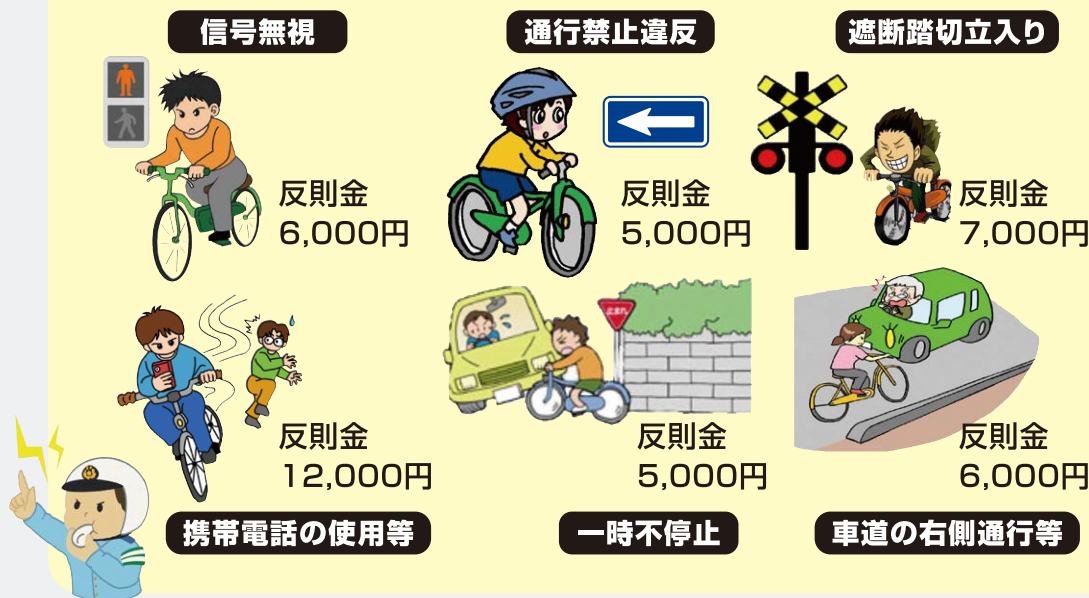 信号無視
通行禁止違反
遮断踏切立入り
反則金
6,000円
反則金
5,000円
反則金
7,000円
止まれ
反則金
12,000円
反則金
5,000円
反則金
6,000円
携帯電話の使用等
一時不停止
車道の右側通行等